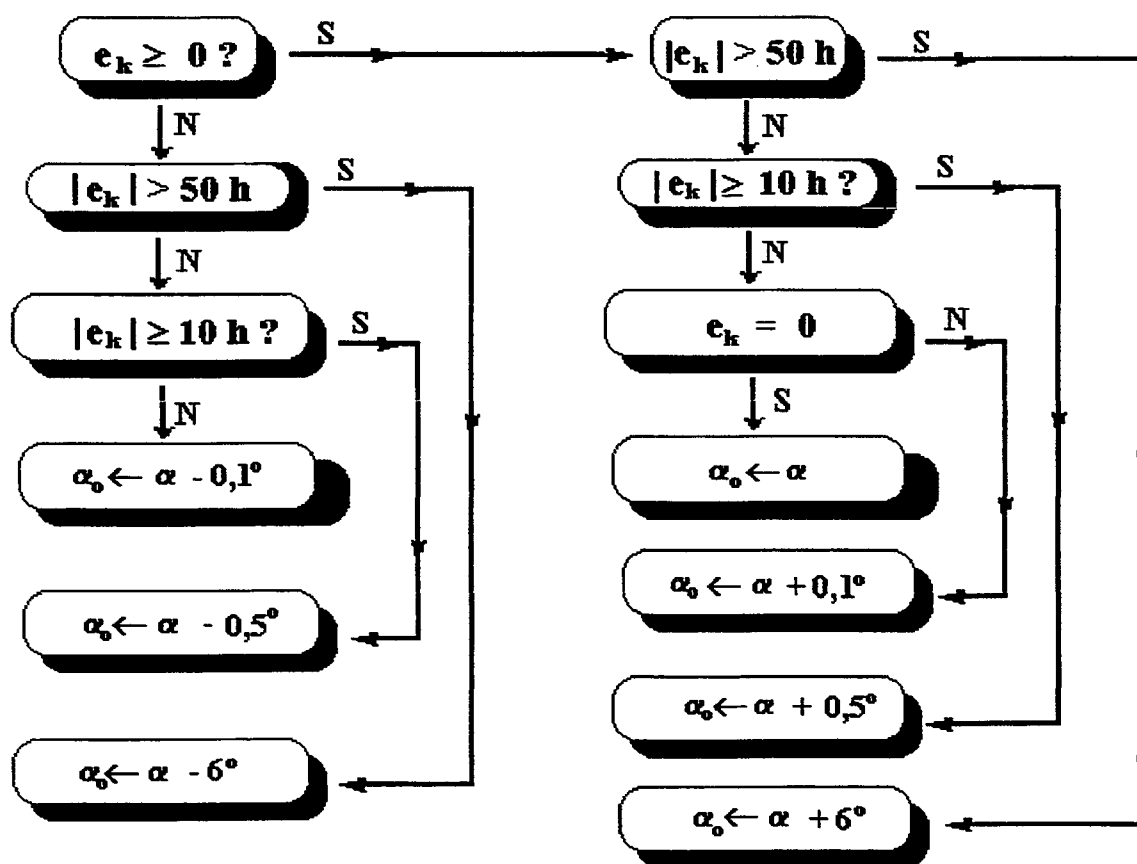 e_k ≥ 0 ?
S
|e_k| > 50 h
S
N
N
|e_k| > 50 h
S
|e_k| ≥ 10 h ?
S
N
N
|e_k| ≥ 10 h ?
S
e_k = 0
N
N
S
α_o ← α - 0,1°
α_o ← α
α_o ← α + 0,1°
α_o ← α - 0,5°
α_o ← α + 0,5°
α_o ← α - 6°
α_o ← α + 6°